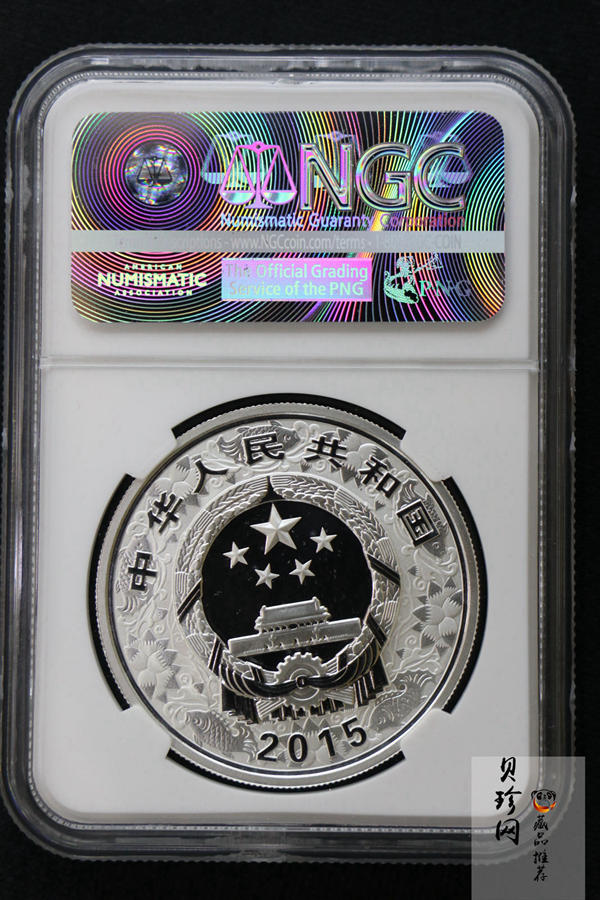 NGC
Numismatic Guaranty Corporation
descriptions - www.NGCcoin.com/terms •
AMERICAN
NUMISMATIC
ASSOCIATION
The Official Grading
Service of the PNG
P·N·G
中华人民共和国
2015
贝珍网
藏品推荐